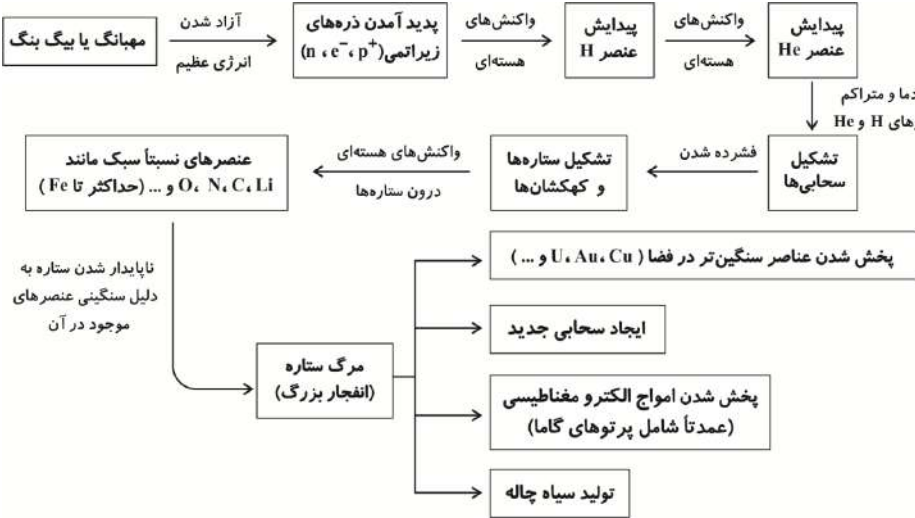 مهبانگ یا بیگ بنگ
آزاد شدن
انرژی عظیم
پدید آمدن ذره‌های
زیراتمی (n ، e⁻ ، p⁺)
واکنش‌های
هسته‌ای
پیدایش
عنصر H
واکنش‌های
هسته‌ای
پیدایش
عنصر He
دما و متراکم
های H و He
تشکیل
سحابی‌ها
فشرده شدن
تشکیل ستاره‌ها
و کهکشان‌ها
واکنش‌های هسته‌ای
درون ستاره‌ها
عنصرهای نسبتاً سبک مانند
O، N، C، Li و ... (حداکثر تا Fe)
ناپایدار شدن ستاره به
دلیل سنگینی عنصرهای
موجود در آن
مرگ ستاره
(انفجار بزرگ)
پخش شدن عناصر سنگین‌تر در فضا (U، Au، Cu و ...)
ایجاد سحابی جدید
پخش شدن امواج الکترو مغناطیسی
(عمدتاً شامل پرتوهای گاما)
تولید سیاه چاله